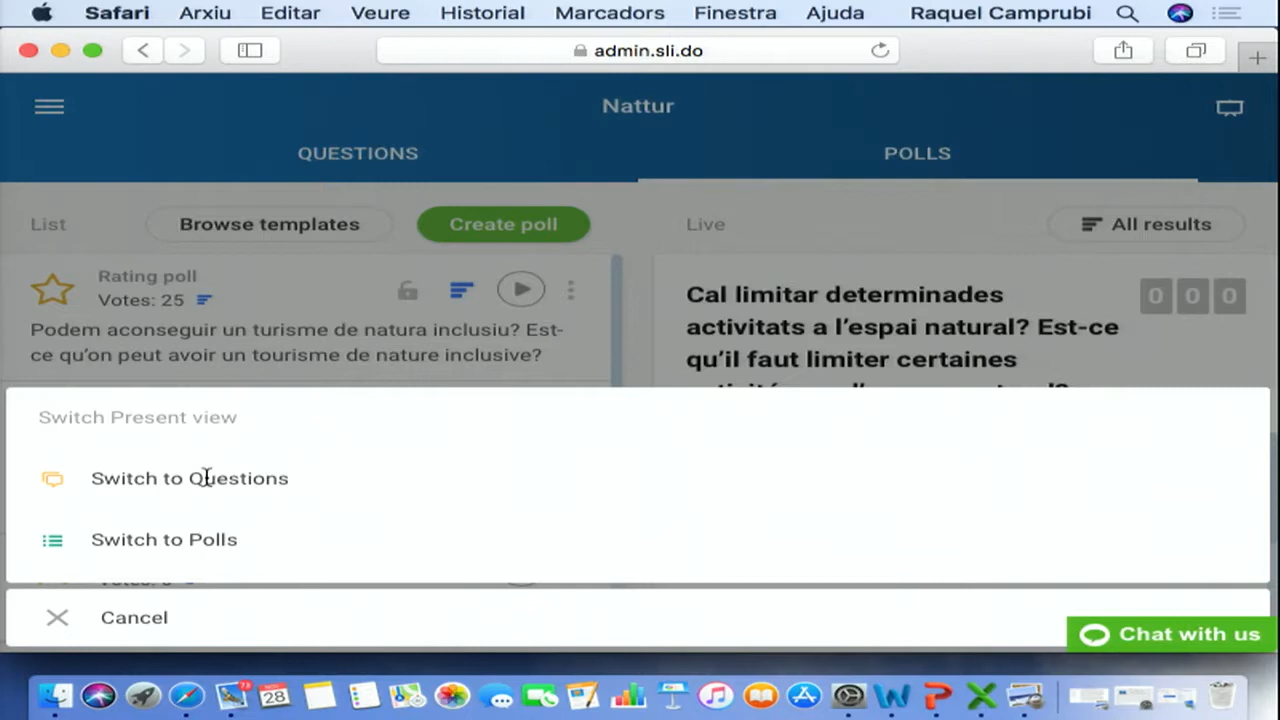 Safari Arxiu Editar Veure Historial Marcadors Finestra Ajuda Raquel Camprubi
admin.sli.do
Nattur
QUESTIONS POLLS
List Browse templates Create poll Live All results
Rating poll
Votes: 25
Podem aconseguir un turisme de natura inclusiu? Est-
ce qu'on peut avoir un tourisme de nature inclusive?
Cal limitar determinades
activitats a l'espai natural? Est-ce
qu'il faut limiter certaines
0 0 0
Switch Present view
Switch to Questions
Switch to Polls
Cancel
Chat with us
28